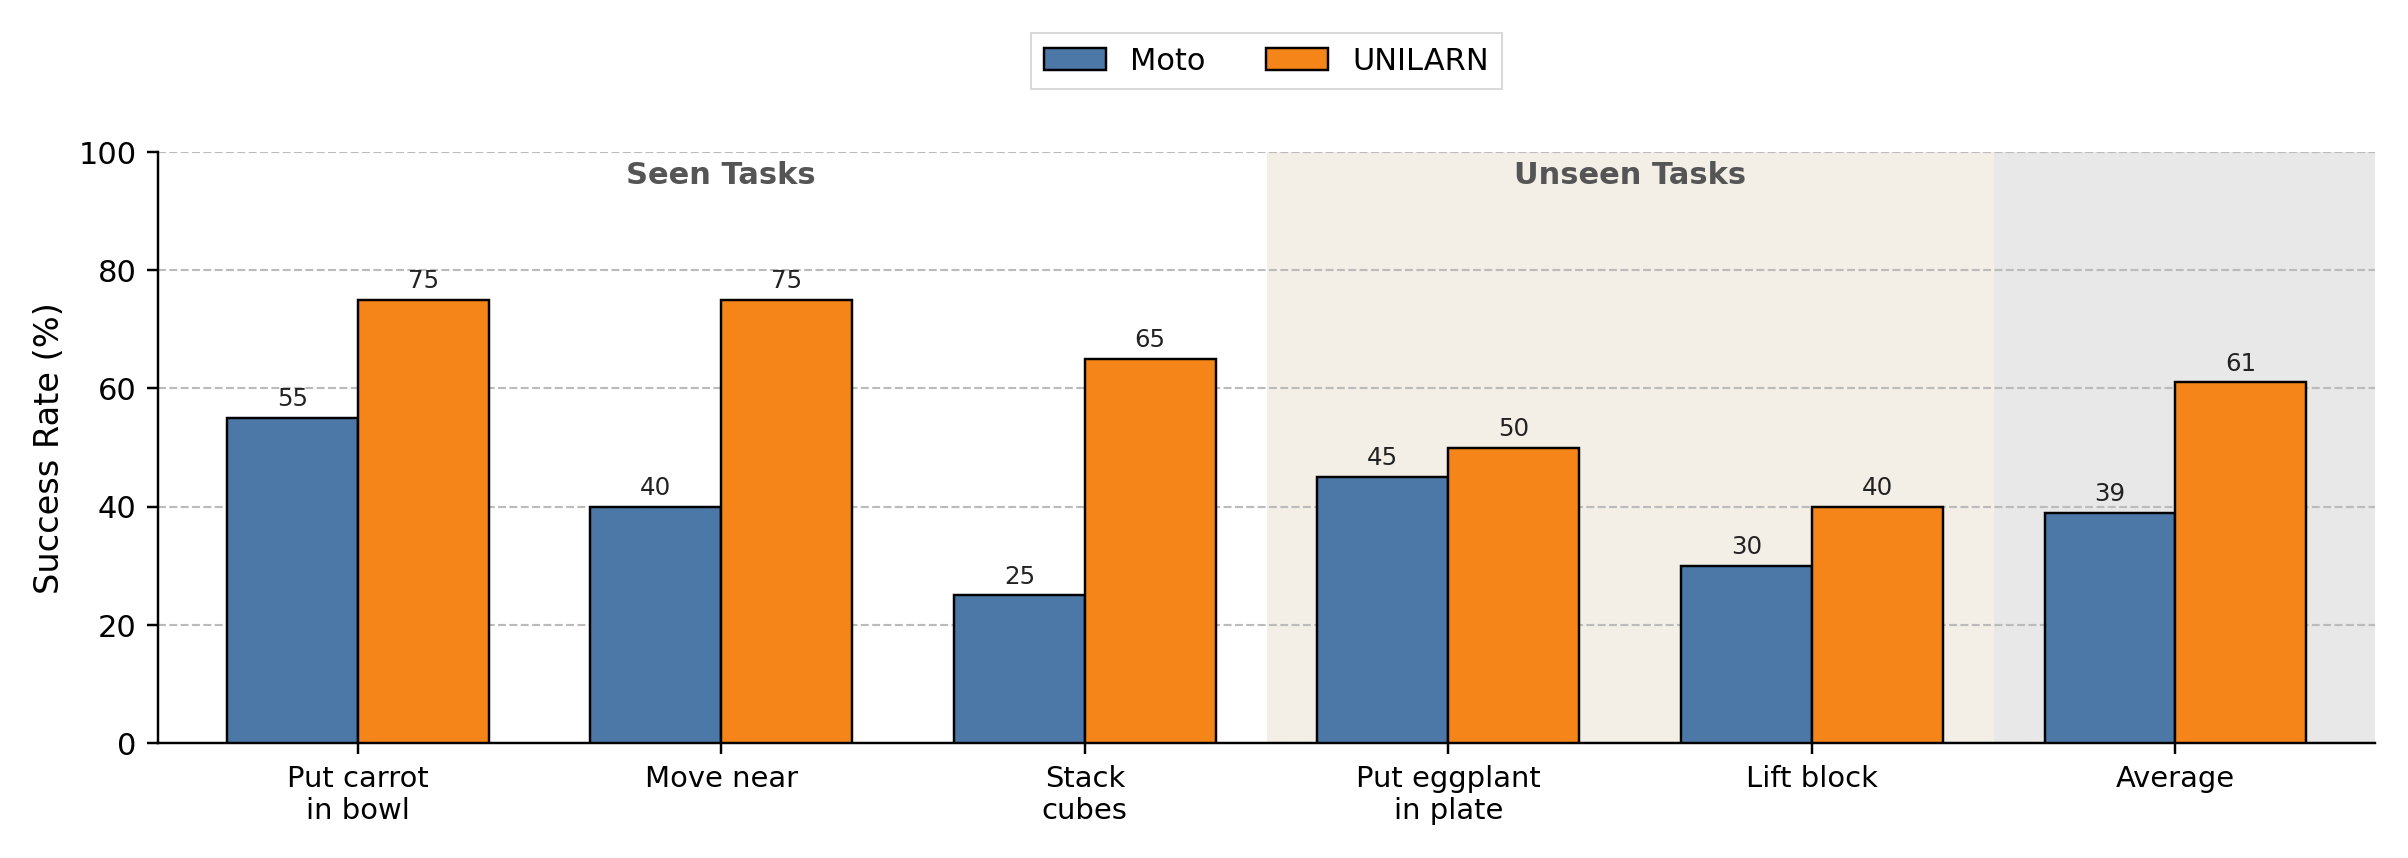 Moto
UNILARN
Success Rate (%)
100
80
60
40
20
0
Seen Tasks
Unseen Tasks
55
75
40
75
25
65
45
50
30
40
39
61
Put carrot
in bowl
Move near
Stack
cubes
Put eggplant
in plate
Lift block
Average